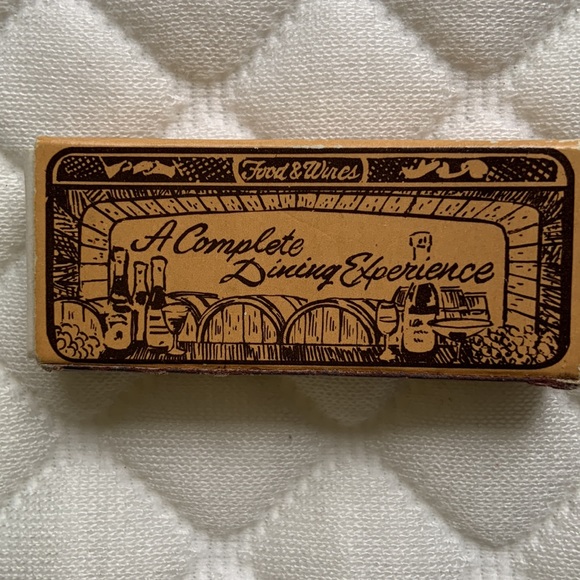 Food & Wines
A Complete
Dining Experience